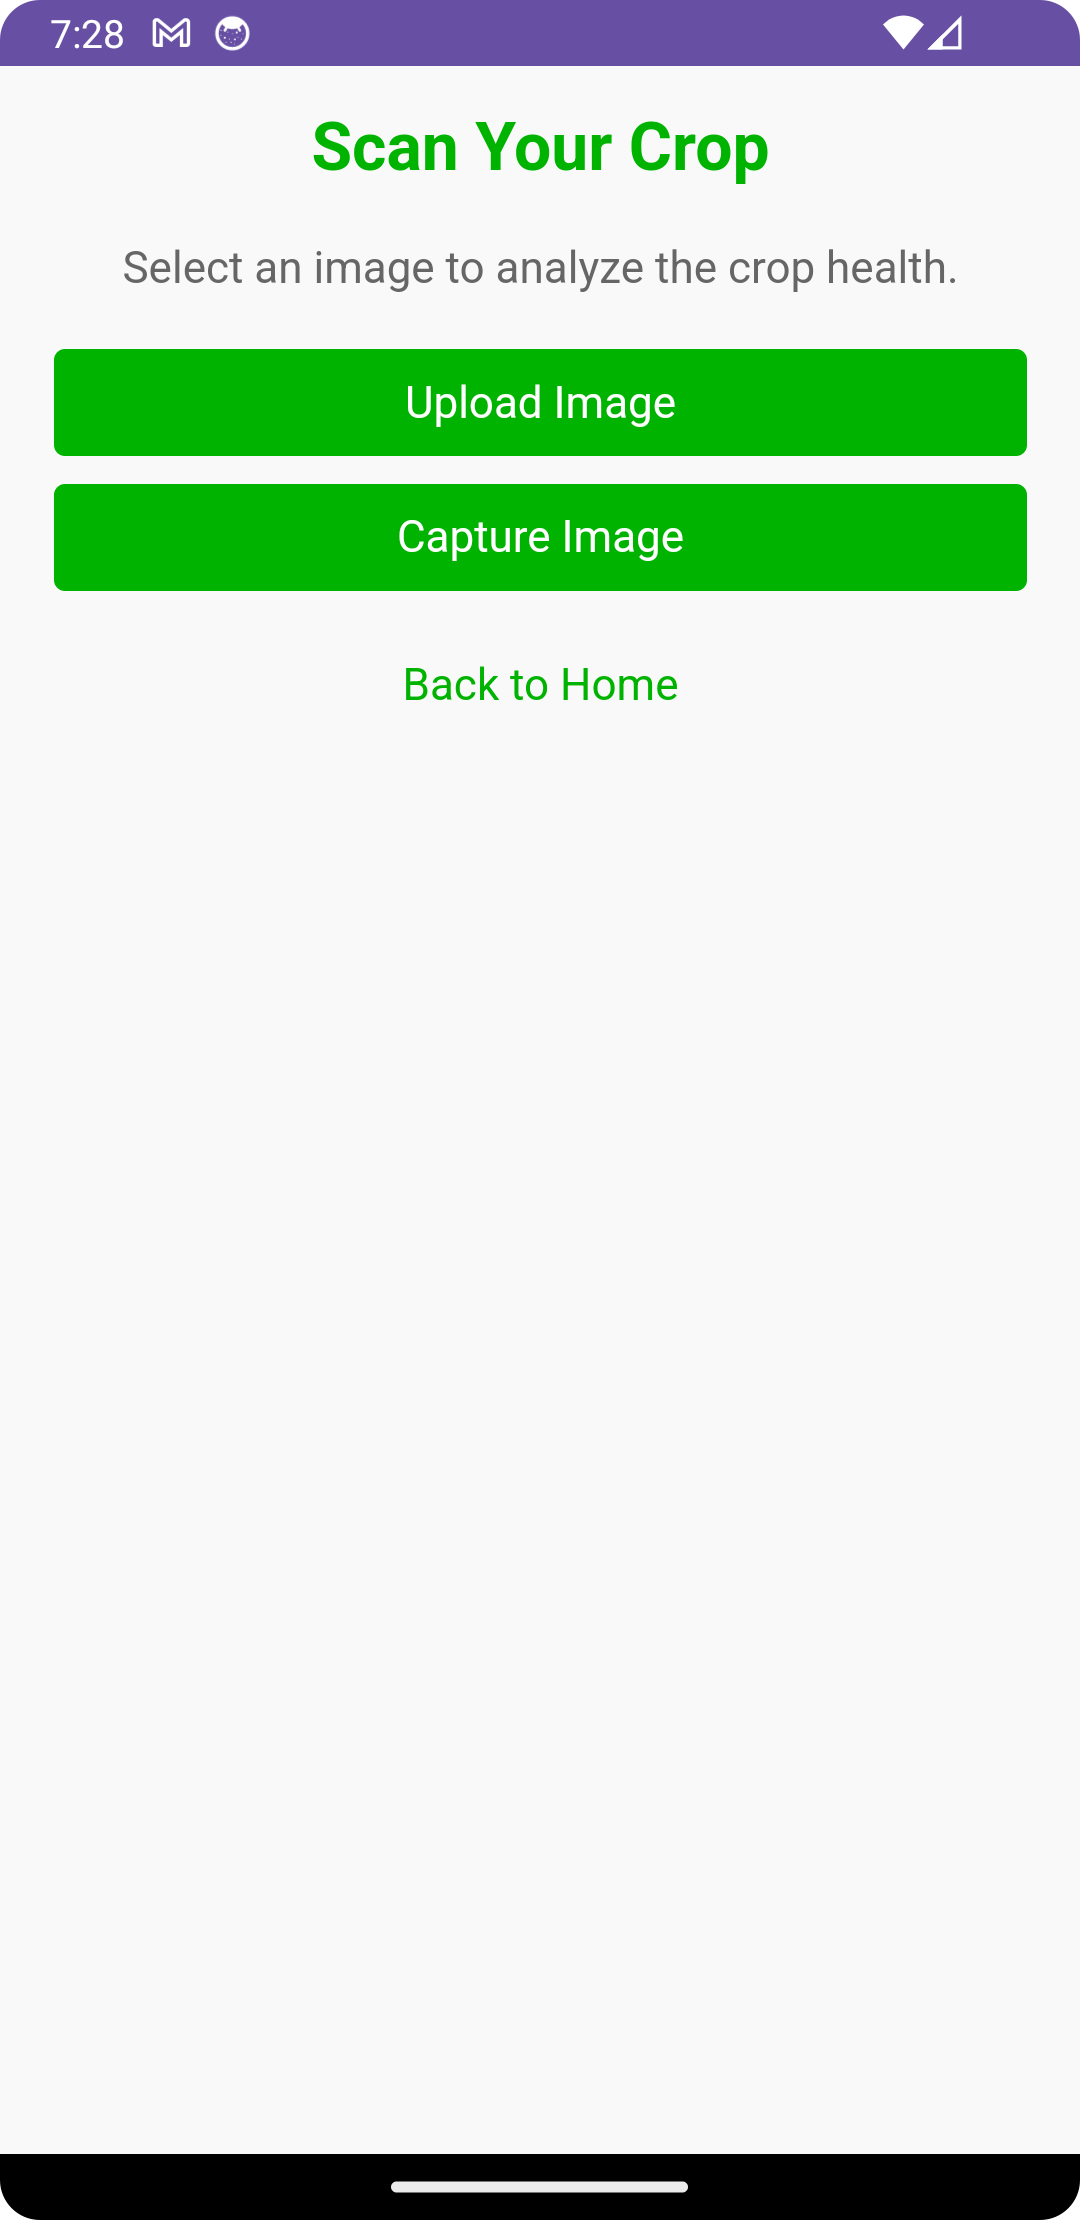 7:28
Scan Your Crop
Select an image to analyze the crop health.
Upload Image
Capture Image
Back to Home